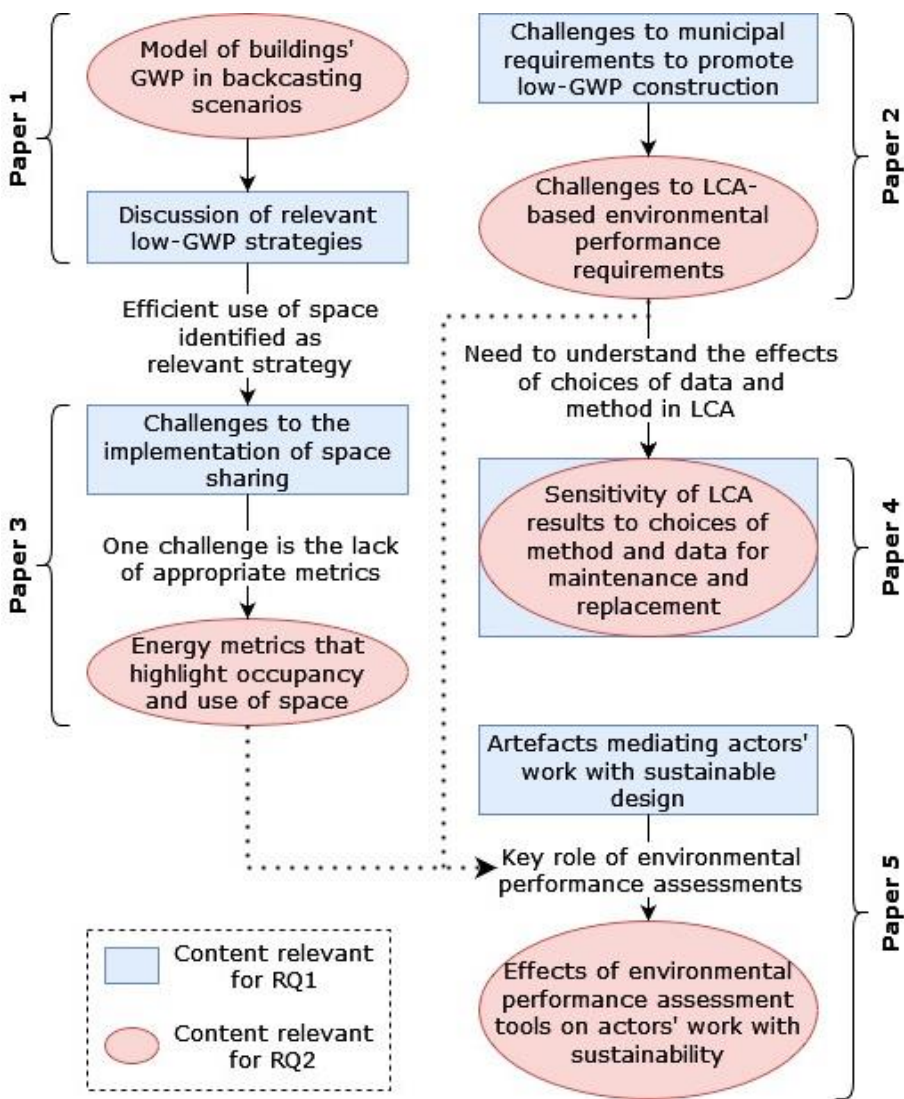 Paper 1
Model of buildings'
GWP in backcasting
scenarios
Discussion of relevant
low-GWP strategies
Efficient use of space
identified as
relevant strategy
Paper 3
Challenges to the
implementation of space
sharing
One challenge is the lack
of appropriate metrics
Energy metrics that
highlight occupancy
and use of space
Challenges to municipal
requirements to promote
low-GWP construction
Paper 2
Challenges to LCA-
based environmental
performance
requirements
Need to understand the effects
of choices of data and
method in LCA
Sensitivity of LCA
results to choices of
method and data for
maintenance and
replacement
Paper 4
Artefacts mediating actors'
work with sustainable
design
Key role of environmental
performance assessments
Paper 5
Effects of environmental
performance assessment
tools on actors' work with
sustainability
Content relevant
for RQ1
Content relevant
for RQ2